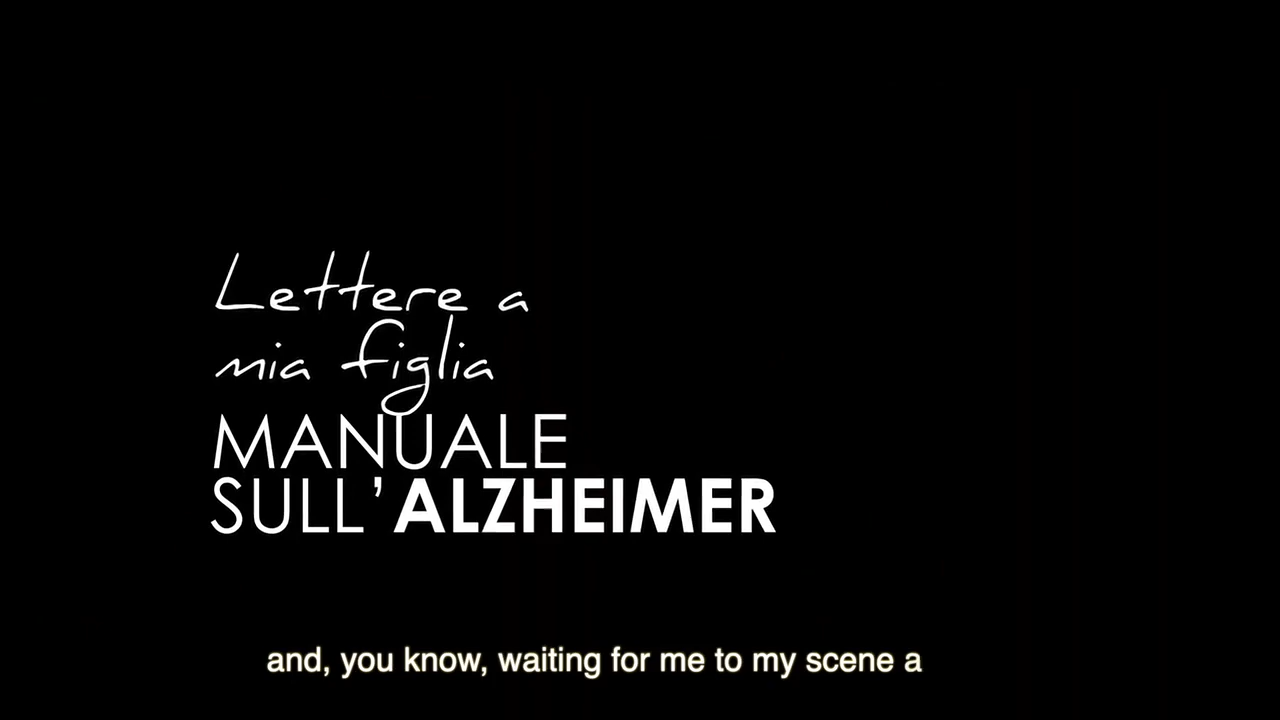 Lettere a
mia figlia
MANUALE
SULL'ALZHEIMER
and, you know, waiting for me to my scene a